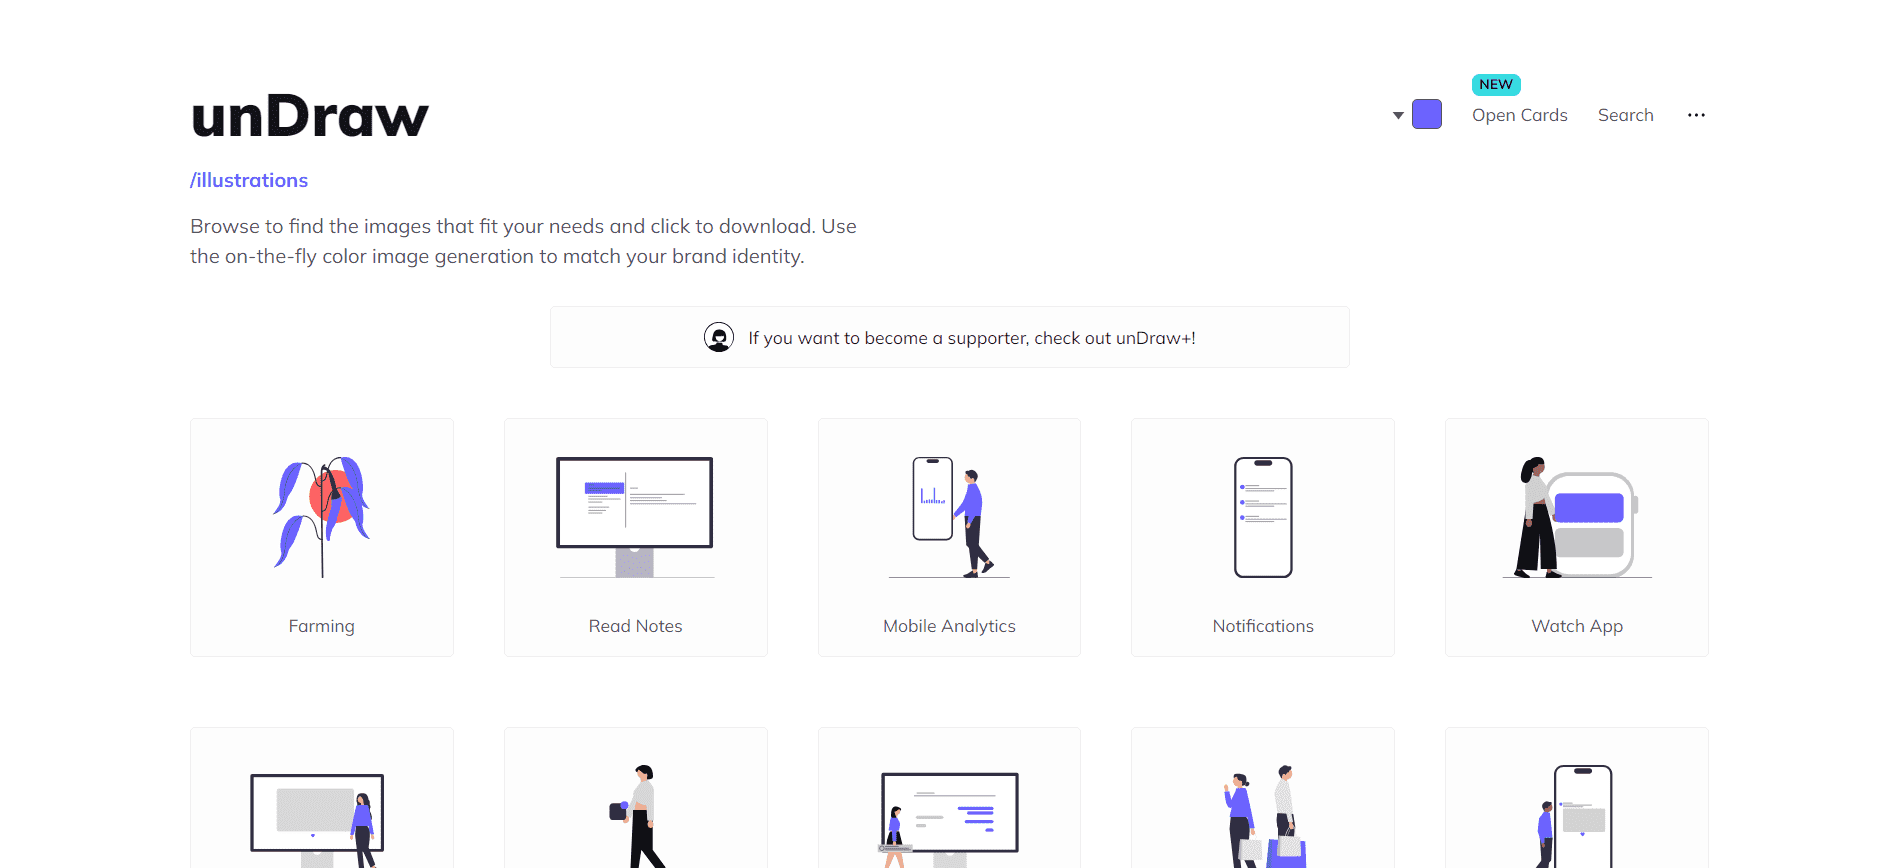 unDraw
NEW
Open Cards
Search
/illustrations
Browse to find the images that fit your needs and click to download. Use
the on-the-fly color image generation to match your brand identity.
If you want to become a supporter, check out unDraw+!
Farming
Read Notes
Mobile Analytics
Notifications
Watch App